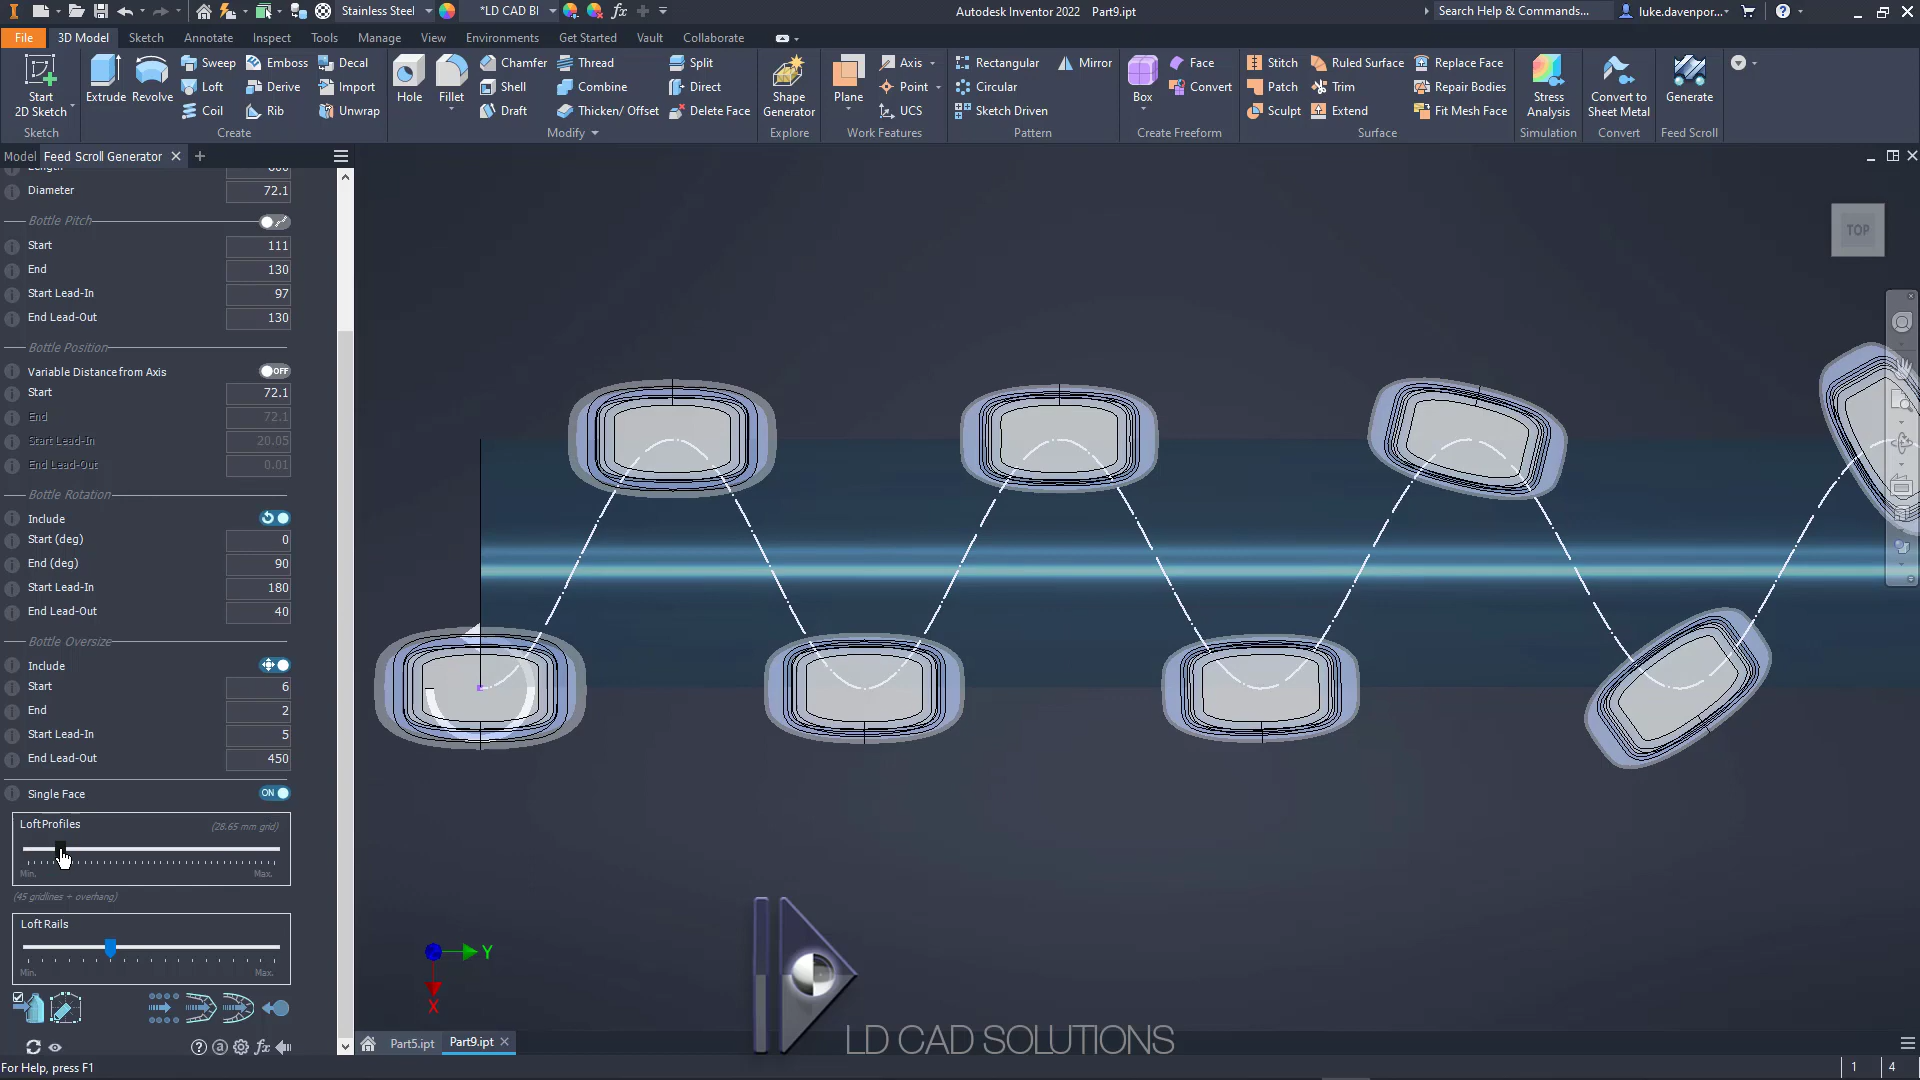 Stainless Steel
*LD CAD BI
Autodesk Inventor 2022 Part9.ipt
Search Help & Commands...
luke.davenpor...
File 3D Model Sketch Annotate Inspect Tools Manage View Environments Get Started Vault Collaborate
Start
2D Sketch
Sketch
Extrude
Revolve
Sweep
Loft
Coil
Emboss
Derive
Rib
Decal
Import
Unwrap
Create
Hole
Fillet
Chamfer
Shell
Draft
Thread
Combine
Thicken/ Offset
Split
Direct
Delete Face
Modify
Shape
Generator
Explore
Plane
Axis
Point
UCS
Work Features
Rectangular
Circular
Sketch Driven
Mirror
Pattern
Box
Face
Convert
Create Freeform
Stitch
Patch
Sculpt
Ruled Surface
Trim
Extend
Replace Face
Repair Bodies
Fit Mesh Face
Surface
Stress
Analysis
Simulation
Convert to
Sheet Metal
Convert
Generate
Feed Scroll
Model Feed Scroll Generator
Diameter 72.1
Bottle Pitch
Start 111
End 130
Start Lead-In 97
End Lead-Out 130
Bottle Position
Variable Distance from Axis OFF
Start 72.1
End 72.1
Start Lead-In 20.05
End Lead-Out 0.01
Bottle Rotation
Include
Start (deg) 0
End (deg) 90
Start Lead-In 180
End Lead-Out 40
Bottle Oversize
Include
Start 6
End 2
Start Lead-In 5
End Lead-Out 450
Single Face ON
Loft Profiles (28.65 mm grid)
Min. Max.
(45 gridlines + overhang)
Loft Rails
Min. Max.
TOP
Y
X
LD CAD SOLUTIONS
Part5.ipt Part9.ipt
For Help, press F1
1 4